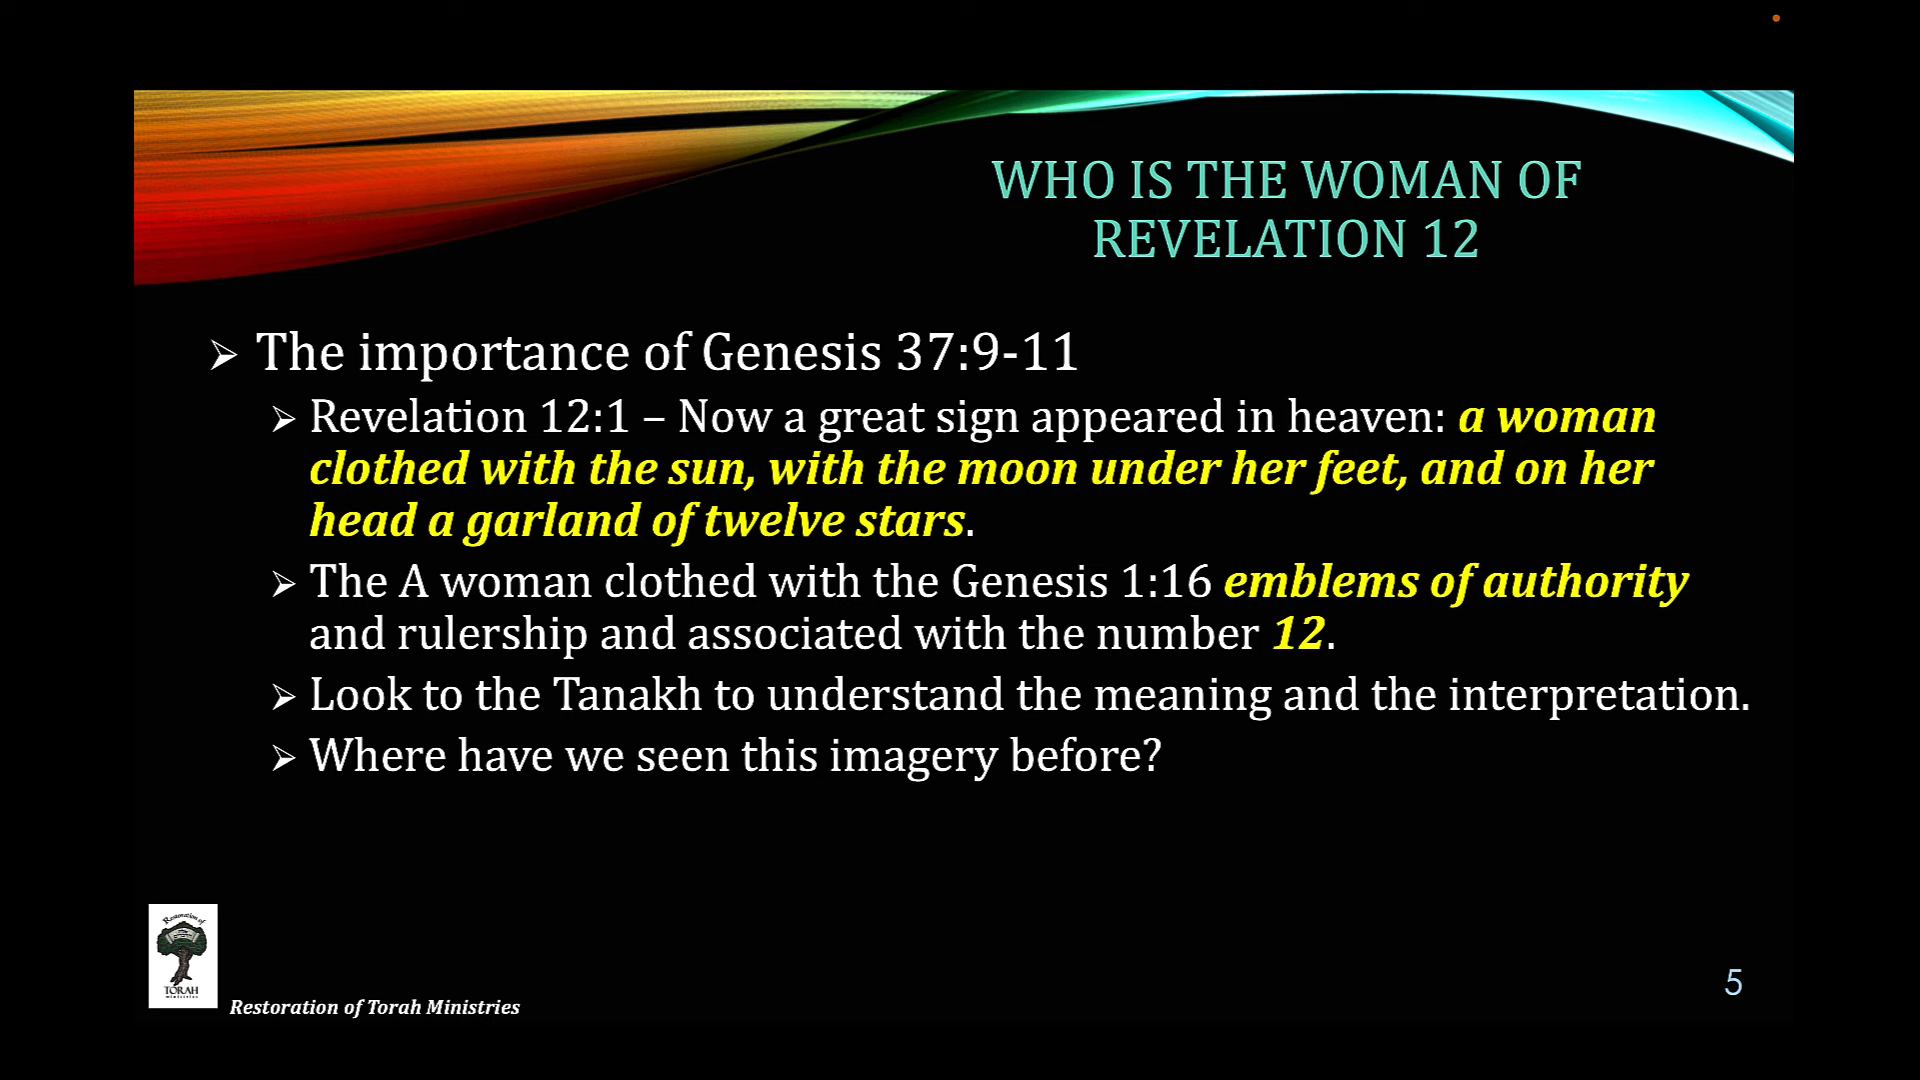 WHO IS THE WOMAN OF
REVELATION 12
➢ The importance of Genesis 37:9-11
➢ Revelation 12:1 – Now a great sign appeared in heaven: a woman
clothed with the sun, with the moon under her feet, and on her
head a garland of twelve stars.
➢ The A woman clothed with the Genesis 1:16 emblems of authority
and rulership and associated with the number 12.
➢ Look to the Tanakh to understand the meaning and the interpretation.
➢ Where have we seen this imagery before?
Restoration of
TORAH
ministries
Restoration of Torah Ministries
5